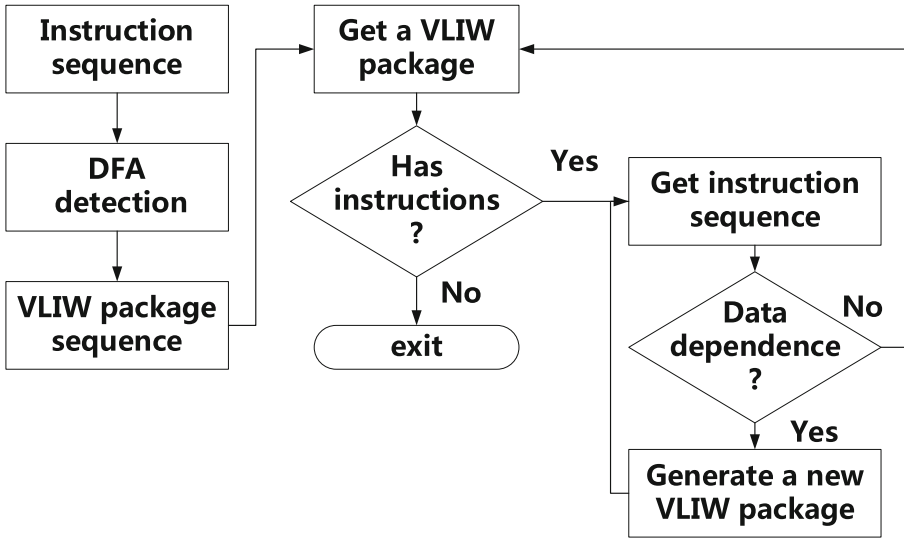 Instruction
sequence
DFA
detection
VLIW package
sequence
Get a VLIW
package
Has
instructions
?
Yes
No
exit
Get instruction
sequence
Data
dependence
?
No
Yes
Generate a new
VLIW package